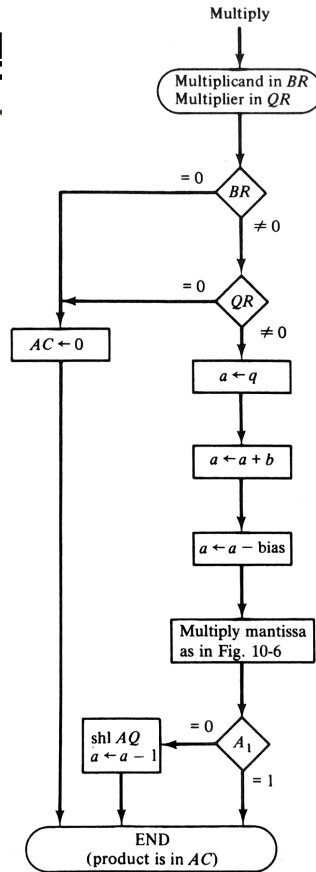 Multiply
Multiplicand in BR
Multiplier in QR
= 0
BR
≠ 0
= 0
QR
≠ 0
AC ← 0
a ← q
a ← a + b
a ← a − bias
Multiply mantissa
as in Fig. 10-6
= 0
A₁
shl AQ
a ← a − 1
= 1
END
(product is in AC)